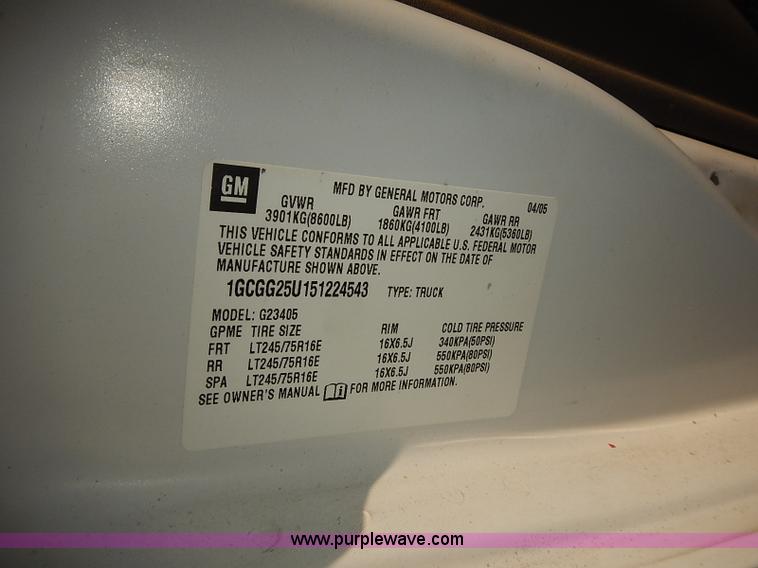 GM
MFD BY GENERAL MOTORS CORP. 04/05
GVWR GAWR FRT GAWR RR
3901KG(8600LB) 1860KG(4100LB) 2431KG(5360LB)
THIS VEHICLE CONFORMS TO ALL APPLICABLE U.S. FEDERAL MOTOR
VEHICLE SAFETY STANDARDS IN EFFECT ON THE DATE OF
MANUFACTURE SHOWN ABOVE.
1GCGG25U151224543 TYPE: TRUCK
MODEL: G23405
GPME TIRE SIZE RIM COLD TIRE PRESSURE
FRT LT245/75R16E 16X6.5J 340KPA(50PSI)
RR LT245/75R16E 16X6.5J 550KPA(80PSI)
SPA LT245/75R16E 16X6.5J 550KPA(80PSI)
SEE OWNER'S MANUAL FOR MORE INFORMATION.
www.purplewave.com